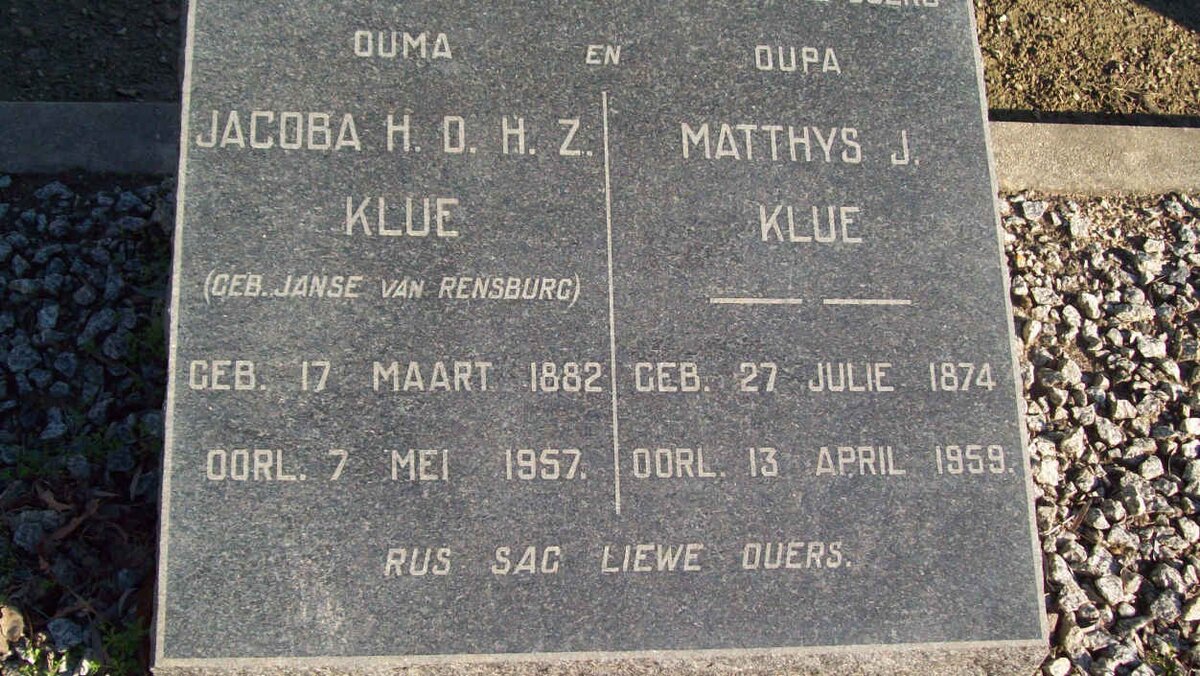 OUMA EN OUPA
JACOBA H. D. H. Z. KLUE
(GEB. JANSE VAN RENSBURG)
GEB. 17 MAART 1882
OORL. 7 MEI 1957.
MATTHYS J. KLUE
GEB. 27 JULIE 1874
OORL. 13 APRIL 1959.
RUS SAG LIEWE OUERS.